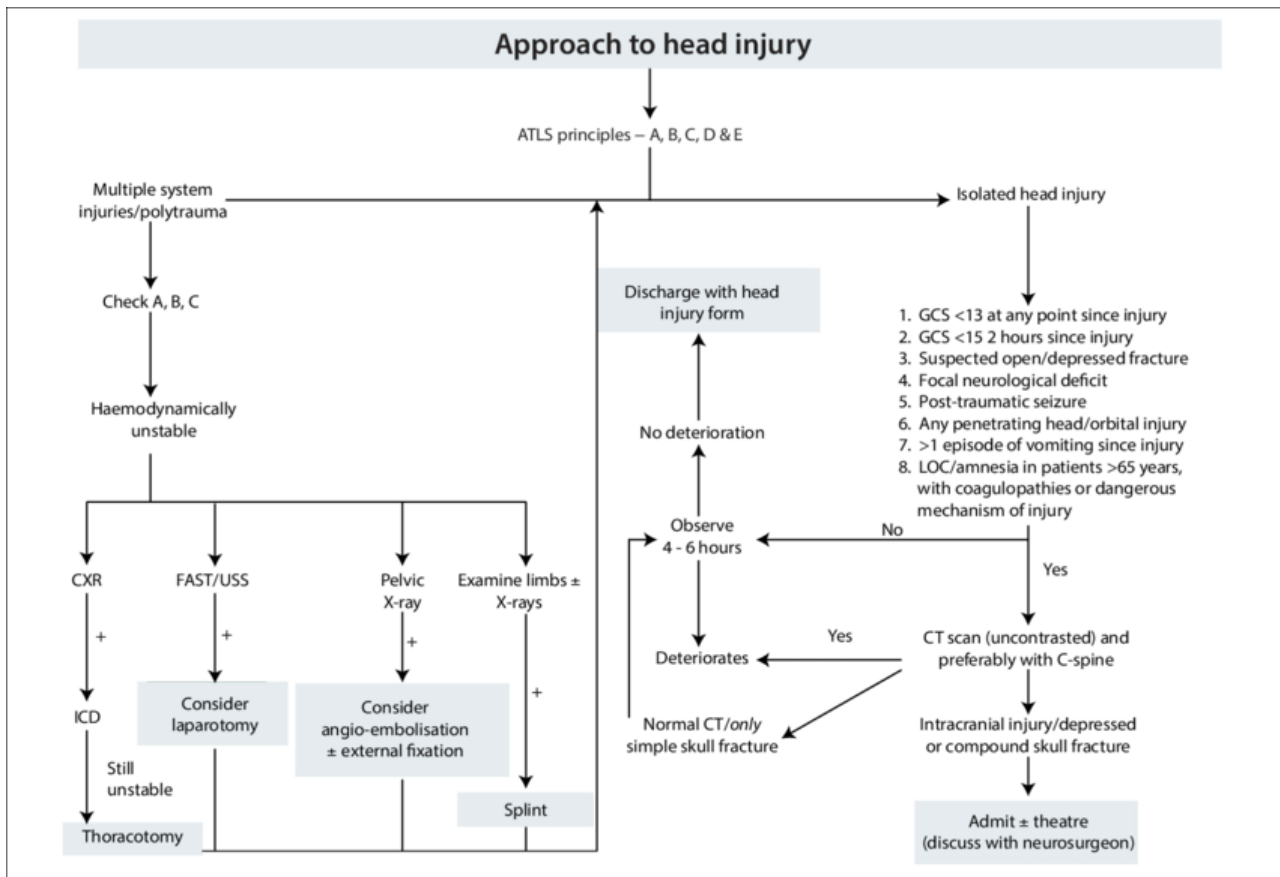 Approach to head injury
ATLS principles – A, B, C, D & E
Multiple system
injuries/polytrauma
Isolated head injury
Check A, B, C
Haemodynamically
unstable
CXR
FAST/USS
Pelvic
X-ray
Examine limbs ±
X-rays
+
+
+
+
ICD
Consider
laparotomy
Consider
angio-embolisation
± external fixation
Still
unstable
Splint
Thoracotomy
Discharge with head
injury form
No deterioration
Observe
4 - 6 hours
Deteriorates
Normal CT/only
simple skull fracture
1. GCS <13 at any point since injury
2. GCS <15 2 hours since injury
3. Suspected open/depressed fracture
4. Focal neurological deficit
5. Post-traumatic seizure
6. Any penetrating head/orbital injury
7. >1 episode of vomiting since injury
8. LOC/amnesia in patients >65 years,
with coagulopathies or dangerous
mechanism of injury
No
Yes
Yes
CT scan (uncontrasted) and
preferably with C-spine
Intracranial injury/depressed
or compound skull fracture
Admit ± theatre
(discuss with neurosurgeon)